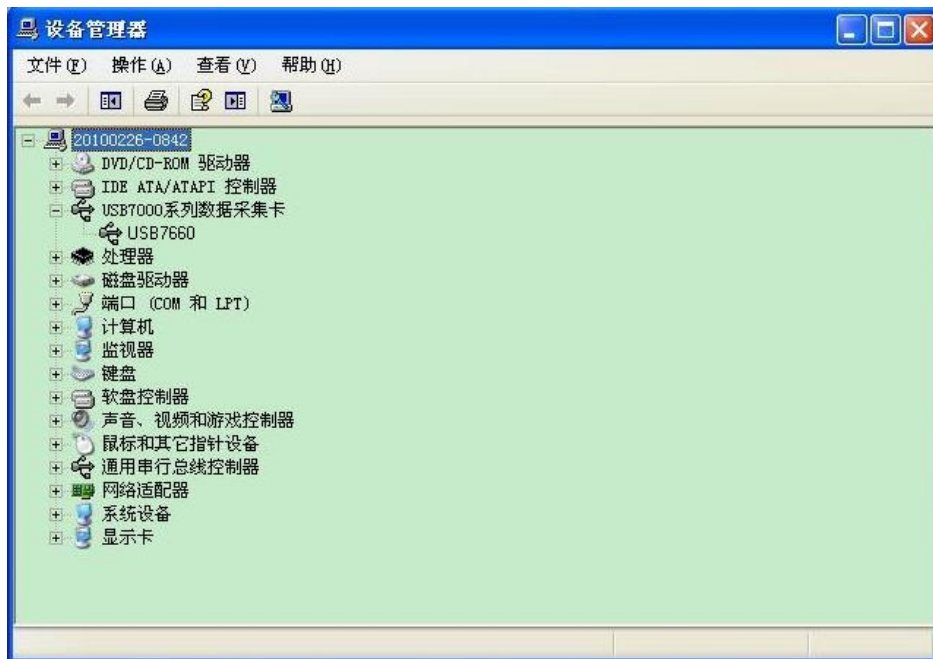 设备管理器
文件(F) 操作(A) 查看(V) 帮助(H)
20100226-0842
DVD/CD-ROM 驱动器
IDE ATA/ATAPI 控制器
USB7000系列数据采集卡
USB7660
处理器
磁盘驱动器
端口 (COM 和 LPT)
计算机
监视器
键盘
软盘控制器
声音、视频和游戏控制器
鼠标和其它指针设备
通用串行总线控制器
网络适配器
系统设备
显示卡